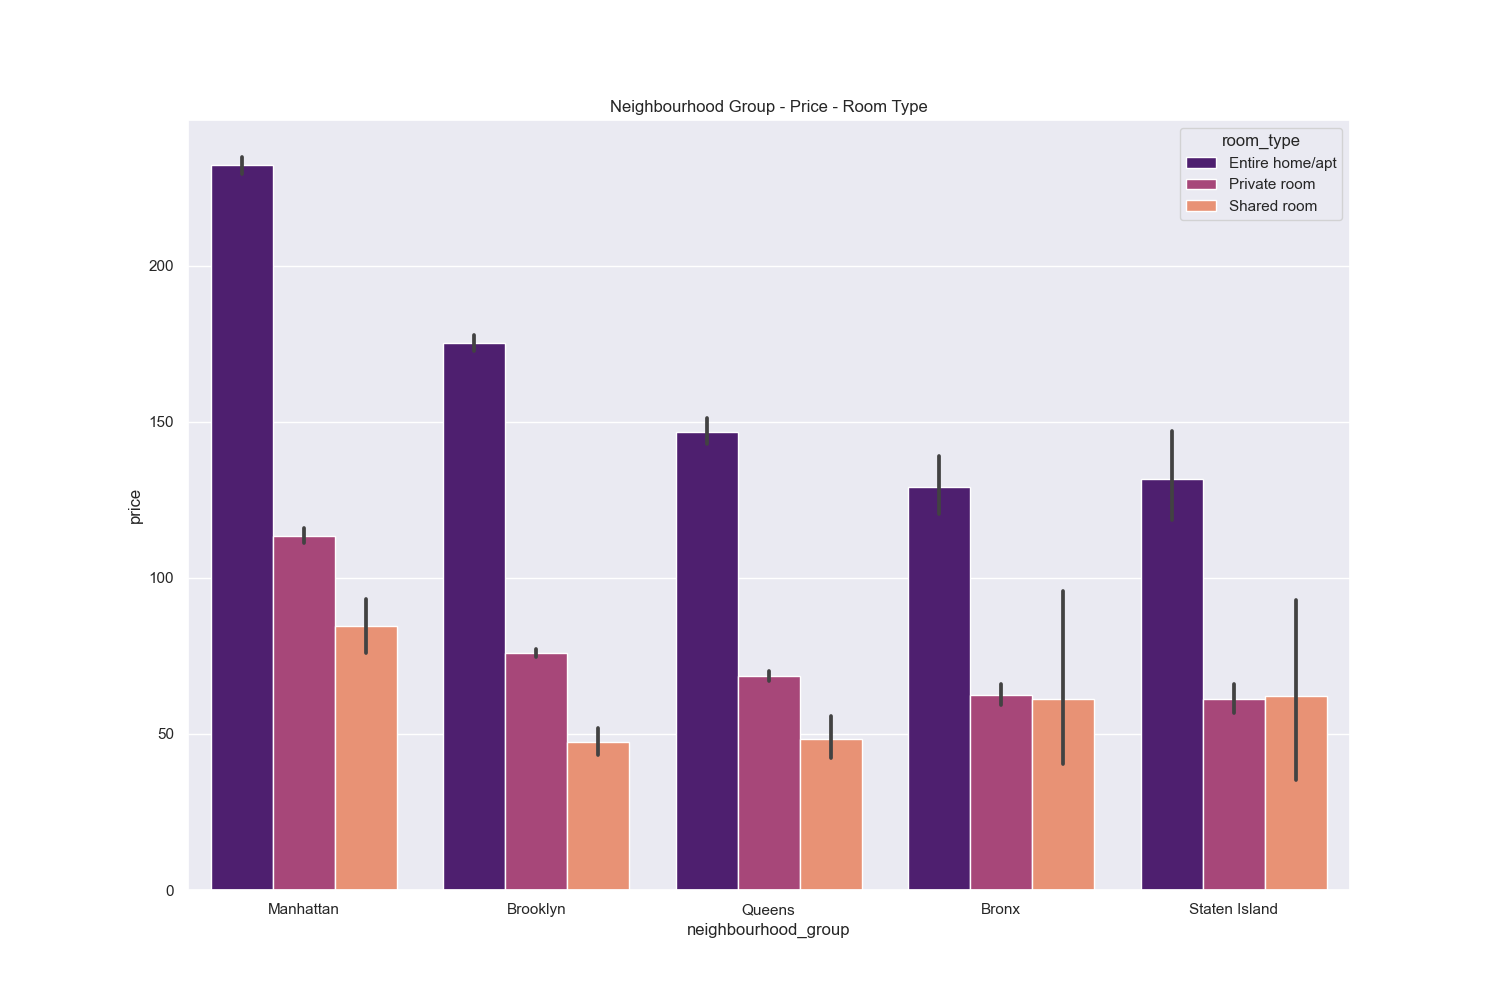 Neighbourhood Group - Price - Room Type
room_type
Entire home/apt
Private room
Shared room
200
150
100
50
0
price
Manhattan
Brooklyn
Queens
Bronx
Staten Island
neighbourhood_group